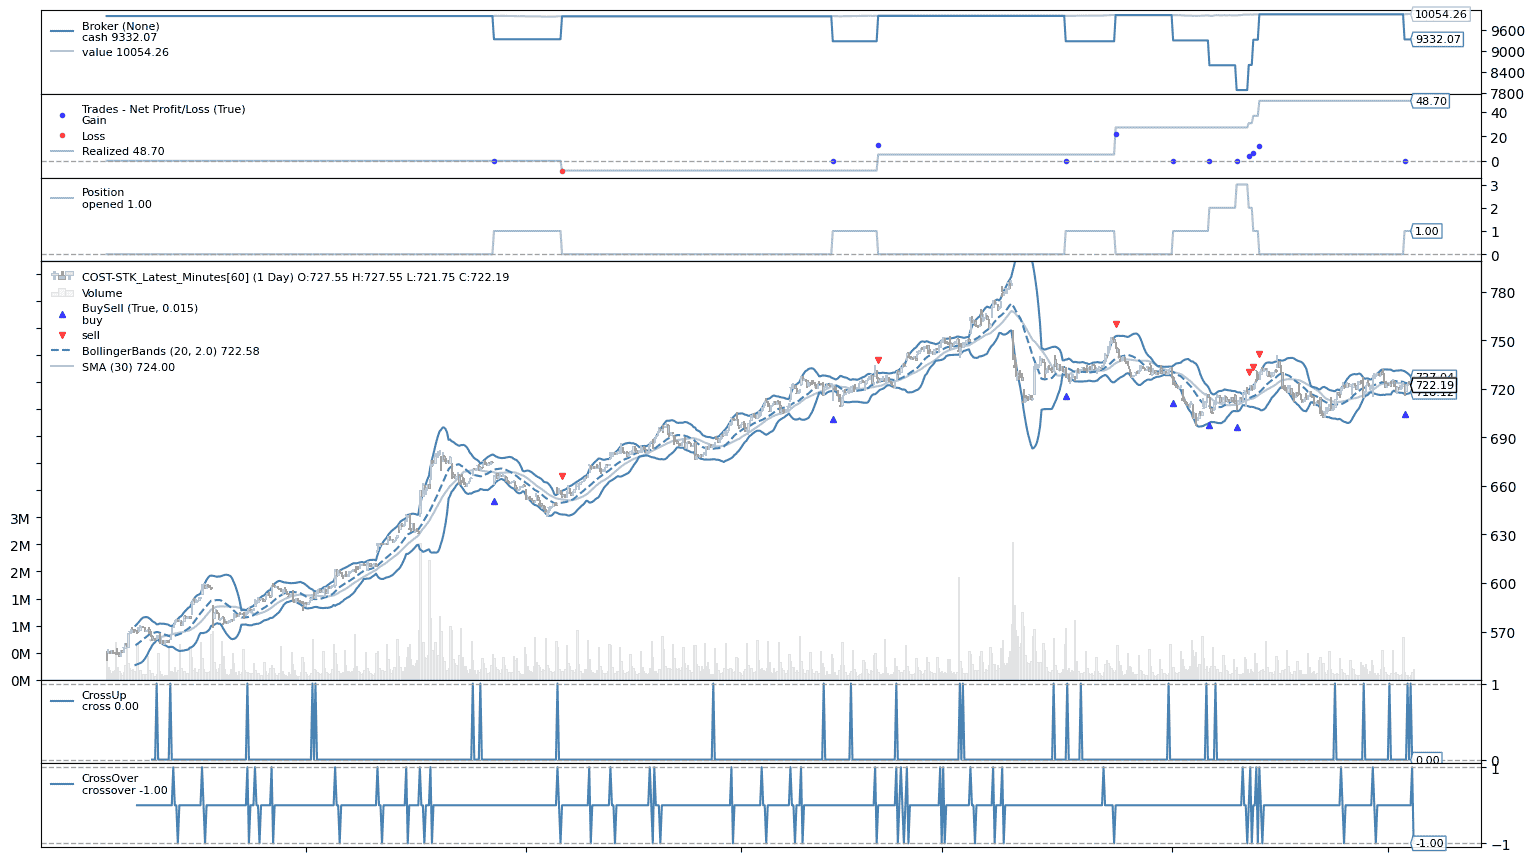 Broker (None)
cash 9332.07
value 10054.26
10054.26
9600
9332.07
9000
8400
7800
Trades - Net Profit/Loss (True)
Gain
Loss
Realized 48.70
48.70
40
20
0
Position
opened 1.00
3
2
1.00
1
0
COST-STK_Latest_Minutes[60] (1 Day) O:727.55 H:727.55 L:721.75 C:722.19
Volume
BuySell (True, 0.015)
buy
sell
BollingerBands (20, 2.0) 722.58
SMA (30) 724.00
780
750
722.19
720
690
660
630
600
570
3M
2M
2M
1M
1M
0M
0M
CrossUp
cross 0.00
1
0.00
0
CrossOver
crossover -1.00
1
-1.00
−1